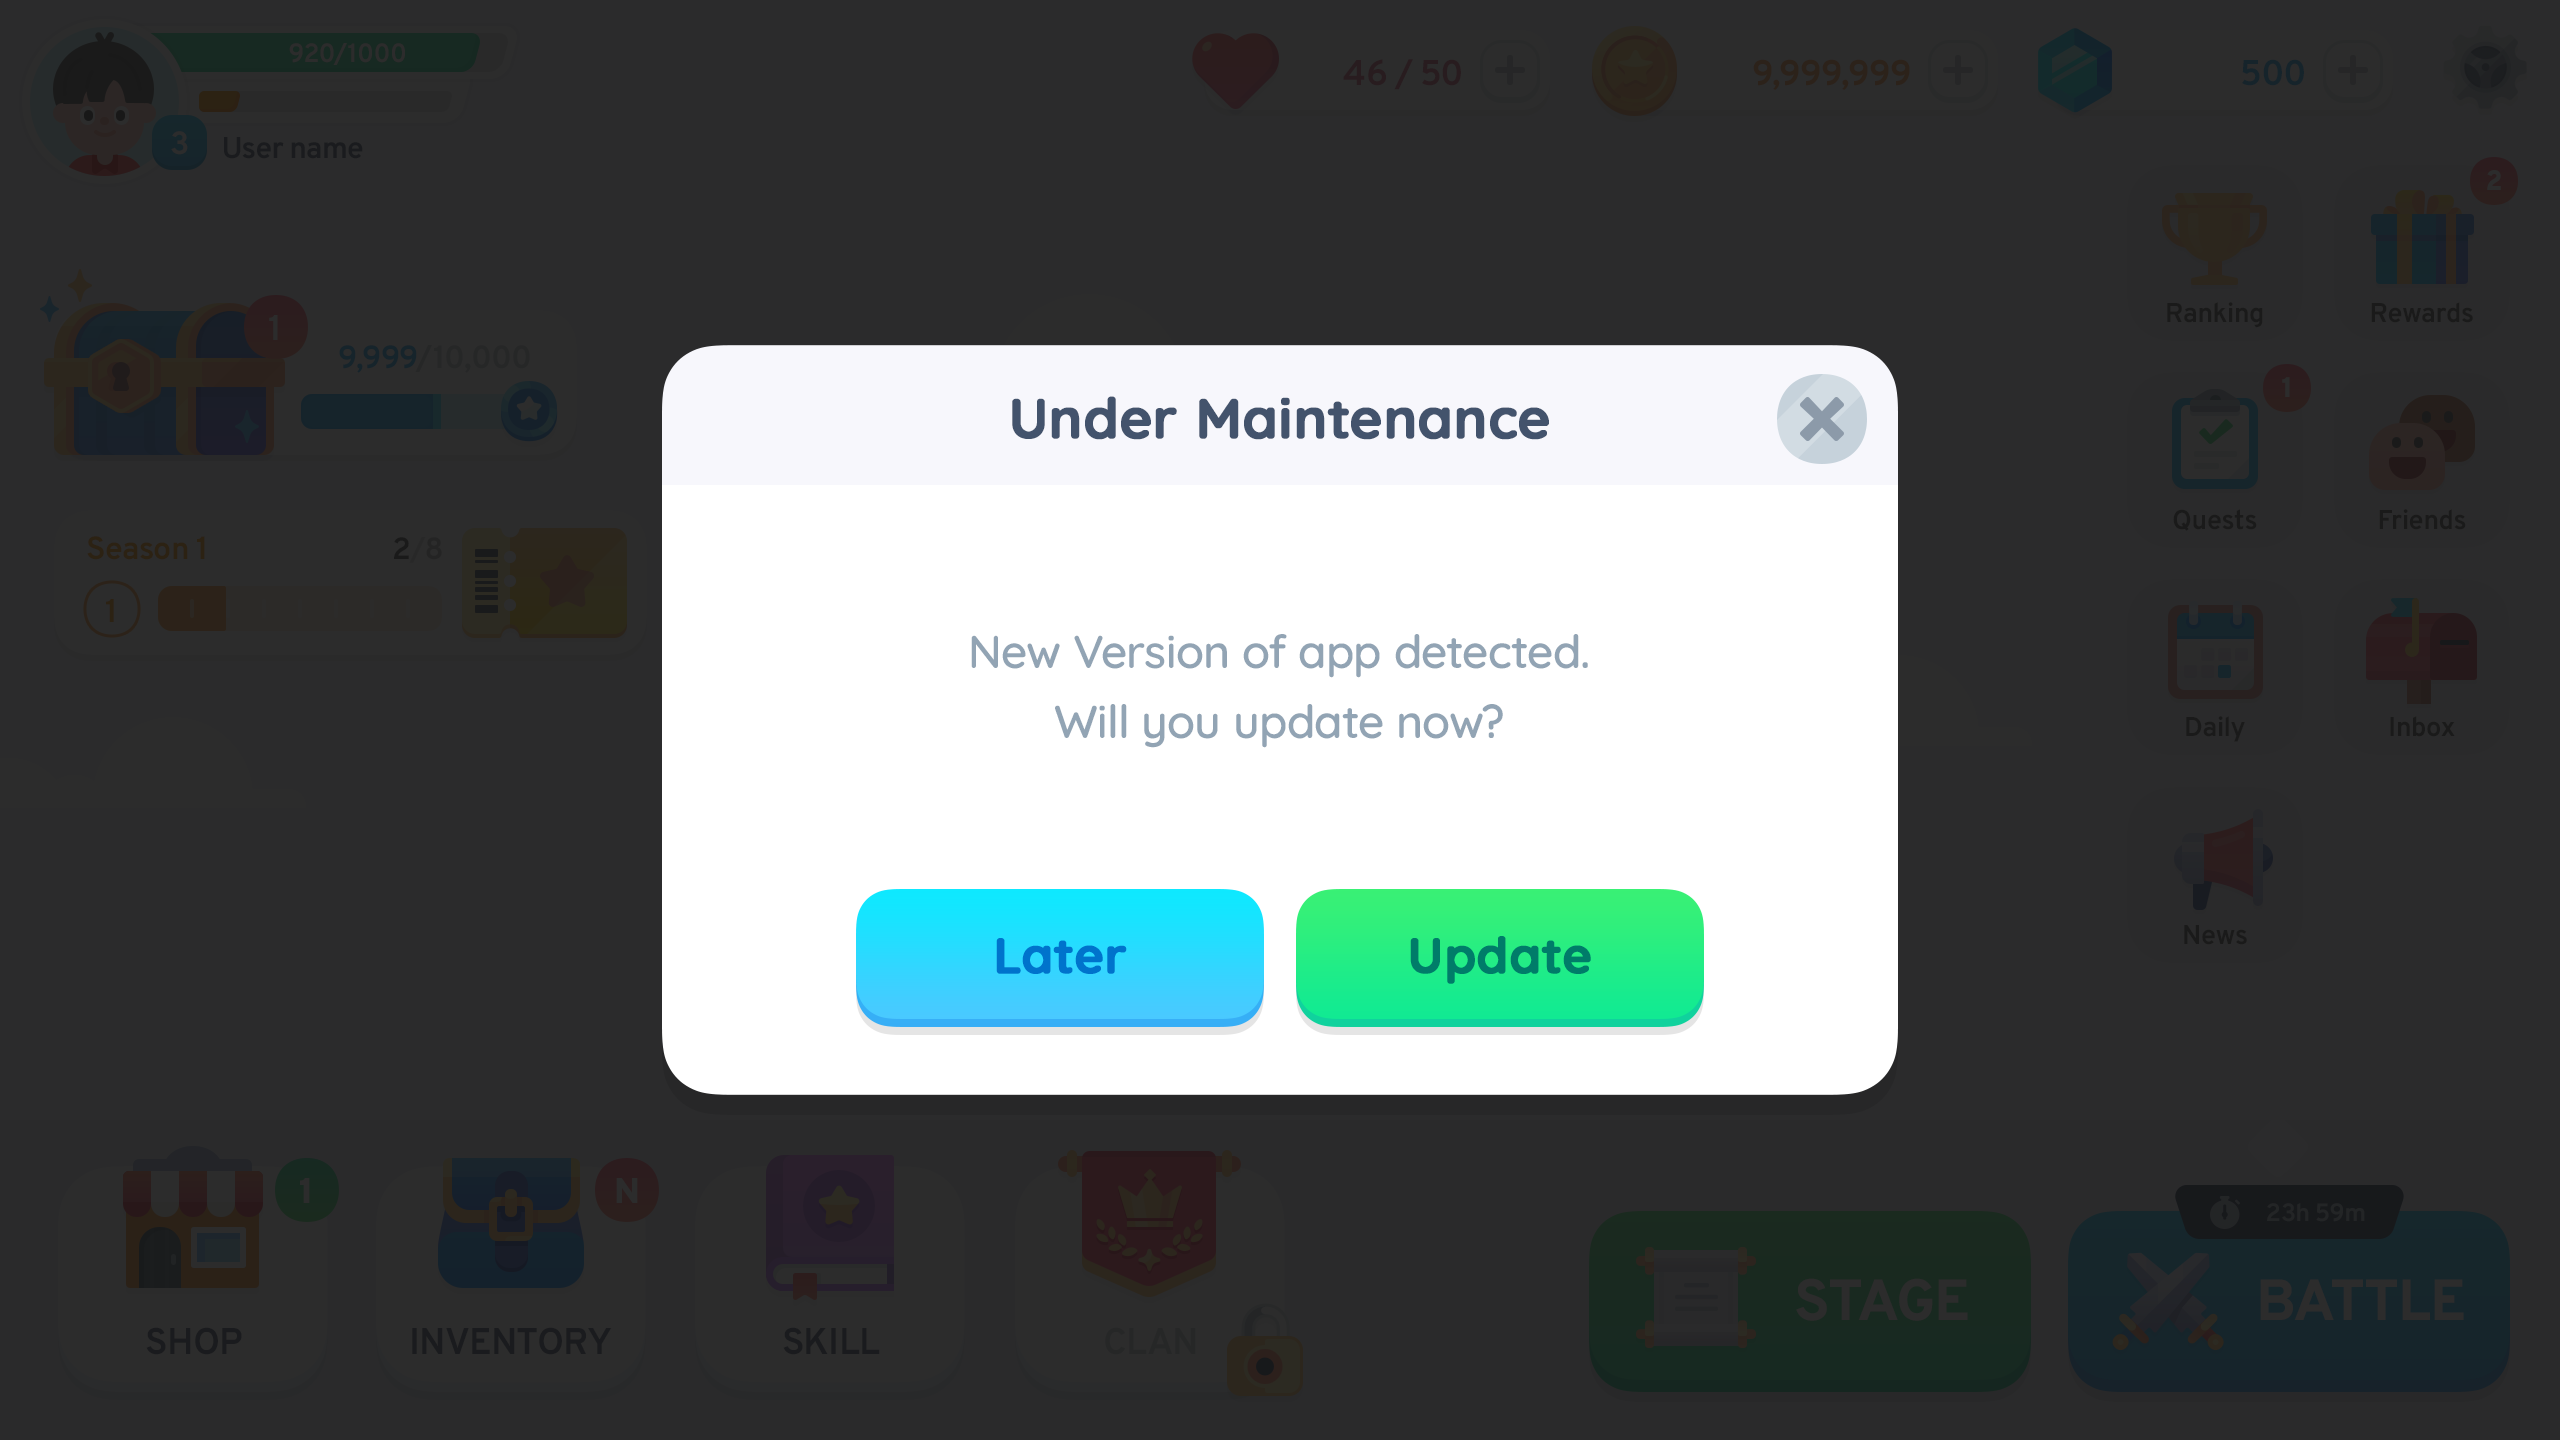 920/1000
3
User name
46 / 50
9,999,999
500
1
9,999/10,000
Season 1
2/8
1
1
Ranking
2
Rewards
1
Quests
Friends
Daily
Inbox
News
Under Maintenance
New Version of app detected.
Will you update now?
Later
Update
1
SHOP
N
INVENTORY
SKILL
CLAN
STAGE
23h 59m
BATTLE